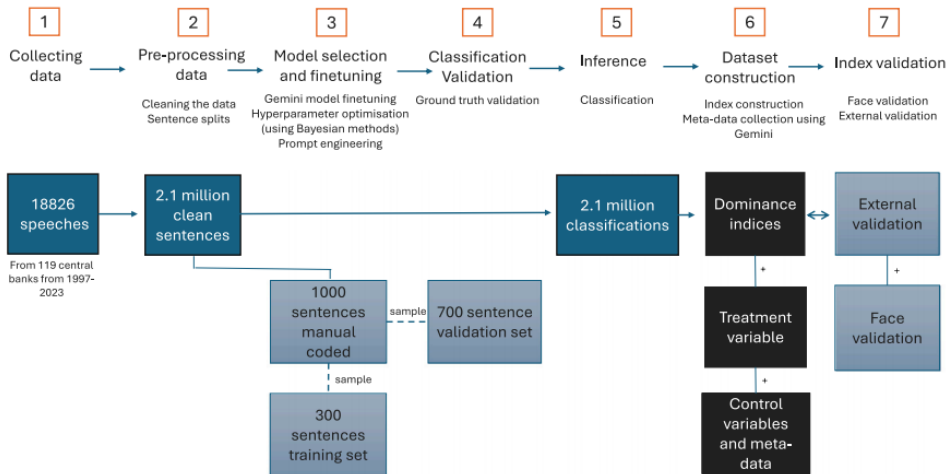 1
Collecting
data
2
Pre-processing
data
Cleaning the data
Sentence splits
3
Model selection
and finetuning
Gemini model finetuning
Hyperparameter optimisation
(using Bayesian methods)
Prompt engineering
4
Classification
Validation
Ground truth validation
5
Inference
Classification
6
Dataset
construction
Index construction
Meta-data collection using
Gemini
7
Index validation
Face validation
External validation
18826
speeches
From 119 central
banks from 1997-
2023
2.1 million
clean
sentences
2.1 million
classifications
Dominance
indices
External
validation
+
+
1000
sentences
manual
coded
sample
700 sentence
validation set
Treatment
variable
Face
validation
sample
+
300
sentences
training set
Control
variables
and meta-
data